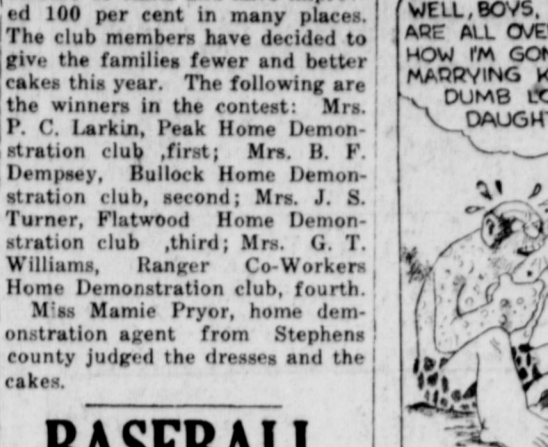 ed 100 per cent in many places.
The club members have decided to
give the families fewer and better
cakes this year. The following are
the winners in the contest: Mrs.
P. C. Larkin, Peak Home Demon-
stration club ,first; Mrs. B. F.
Dempsey, Bullock Home Demon-
stration club, second; Mrs. J. S.
Turner, Flatwood Home Demon-
stration club ,third; Mrs. G. T.
Williams, Ranger Co-Workers
Home Demonstration club, fourth.
Miss Mamie Pryor, home dem-
onstration agent from Stephens
county judged the dresses and the
cakes.
BASEBALL
WELL, BOYS,
ARE ALL OVE
HOW I'M GO
MARRYING K
DUMB LO
DAUGH